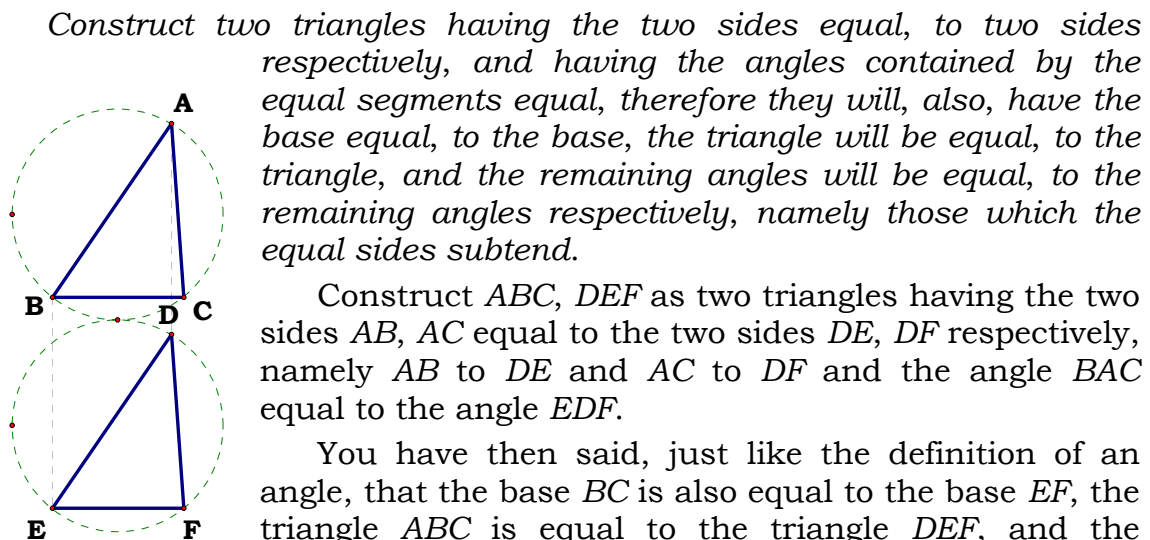 Construct two triangles having the two sides equal, to two sides
respectively, and having the angles contained by the
equal segments equal, therefore they will, also, have the
base equal, to the base, the triangle will be equal, to the
triangle, and the remaining angles will be equal, to the
remaining angles respectively, namely those which the
equal sides subtend.
A
B
D
C
E
F
Construct ABC, DEF as two triangles having the two
sides AB, AC equal to the two sides DE, DF respectively,
namely AB to DE and AC to DF and the angle BAC
equal to the angle EDF.
You have then said, just like the definition of an
angle, that the base BC is also equal to the base EF, the
triangle ABC is equal to the triangle DEF, and the